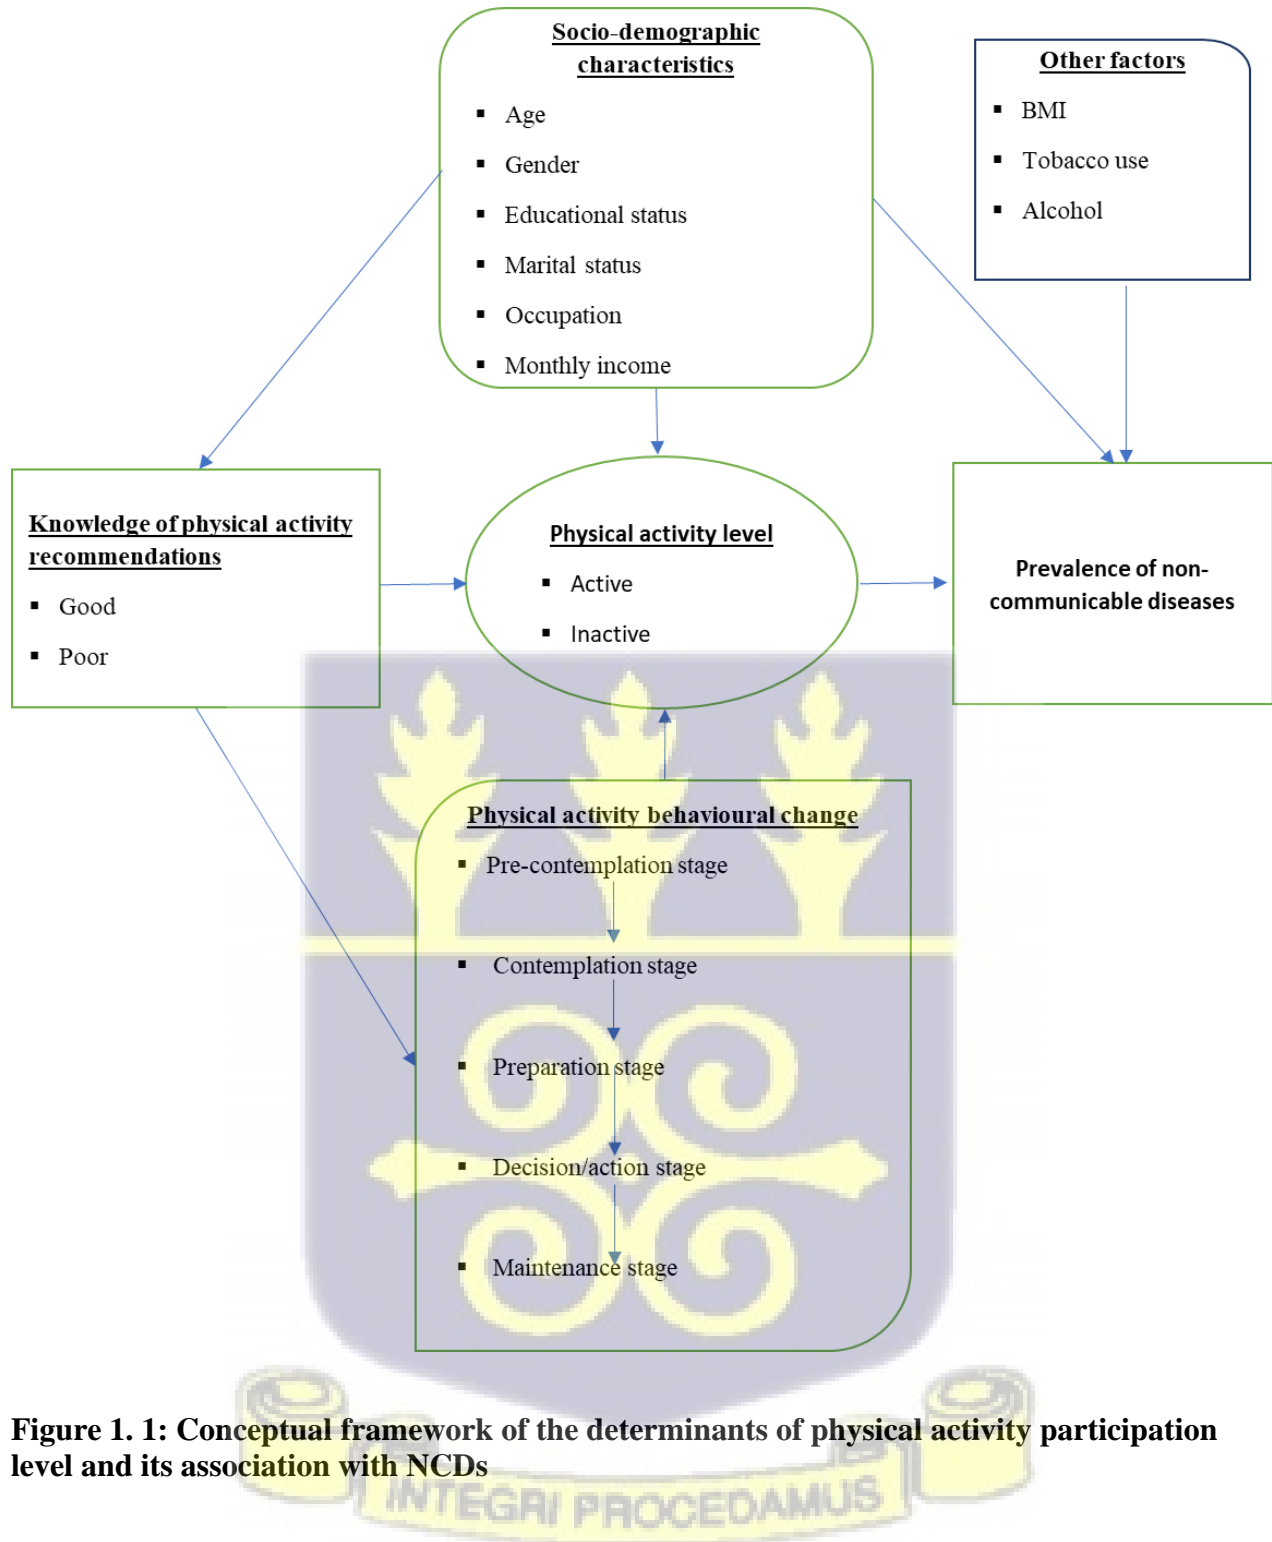 Socio-demographic
characteristics
▪ Age
▪ Gender
▪ Educational status
▪ Marital status
▪ Occupation
▪ Monthly income
Other factors
▪ BMI
▪ Tobacco use
▪ Alcohol
Knowledge of physical activity
recommendations
▪ Good
▪ Poor
Physical activity level
▪ Active
▪ Inactive
Prevalence of non-
communicable diseases
Physical activity behavioural change
▪ Pre-contemplation stage
▪ Contemplation stage
▪ Preparation stage
▪ Decision/action stage
▪ Maintenance stage
Figure 1. 1: Conceptual framework of the determinants of physical activity participation
level and its association with NCDs
INTEGRI PROCEDAMUS